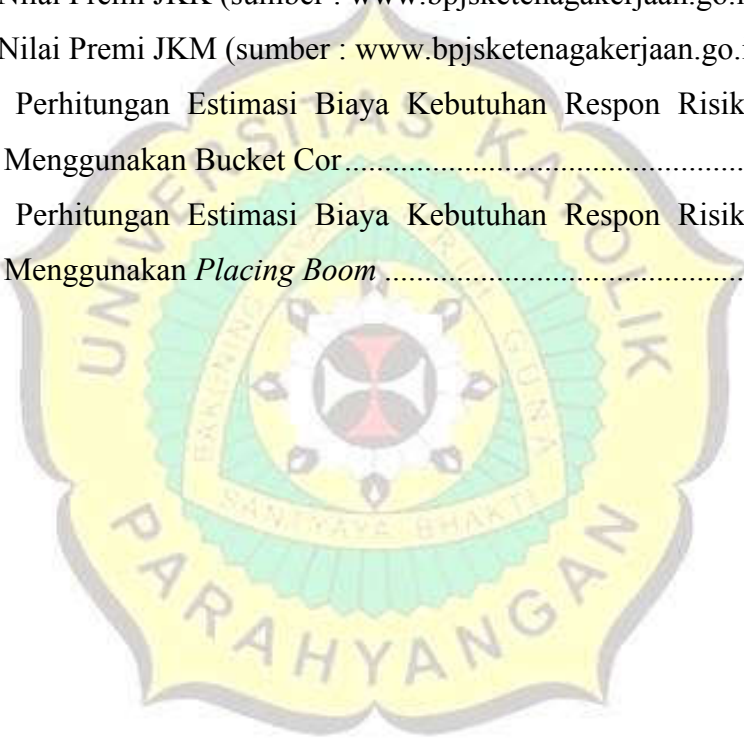 Nilai Premi JKK (sumber : www.bpjsketenagakerjaan.go.i
Nilai Premi JKM (sumber : www.bpjsketenagakerjaan.go.i
Perhitungan Estimasi Biaya Kebutuhan Respon Risik
Menggunakan Bucket Cor.............................................
Perhitungan Estimasi Biaya Kebutuhan Respon Risik
Menggunakan Placing Boom .......................................
UNIVERSITAS KATOLIK
GUNA
SANTYAYA BHAKTI
PARAHYANGAN